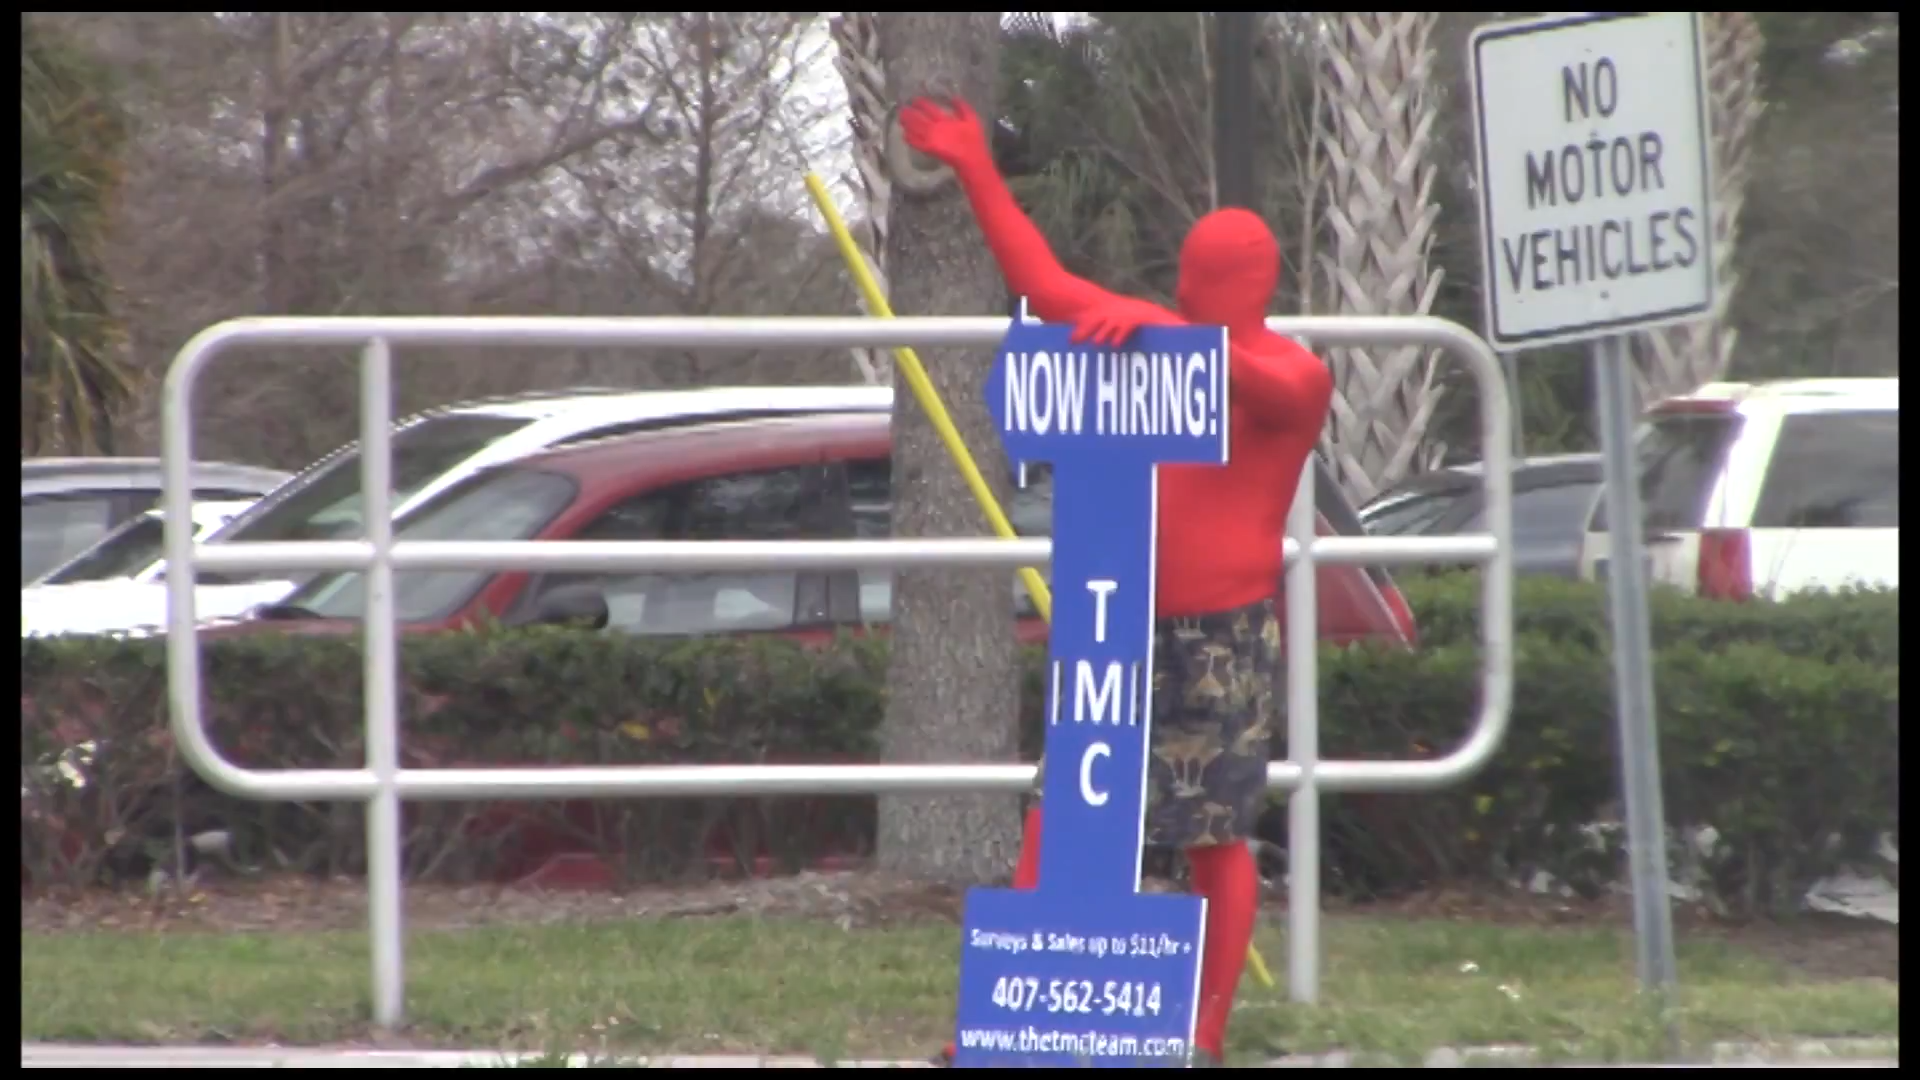 NO
MOTOR
VEHICLES
NOW HIRING!
T
M
C
Surveys & Sales up to $11/hr +
407-562-5414
www.thetmcteam.com